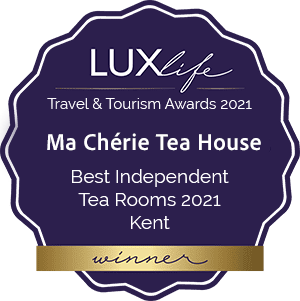 LUXlife
Travel & Tourism Awards 2021
Ma Chérie Tea House
Best Independent
Tea Rooms 2021
Kent
winner